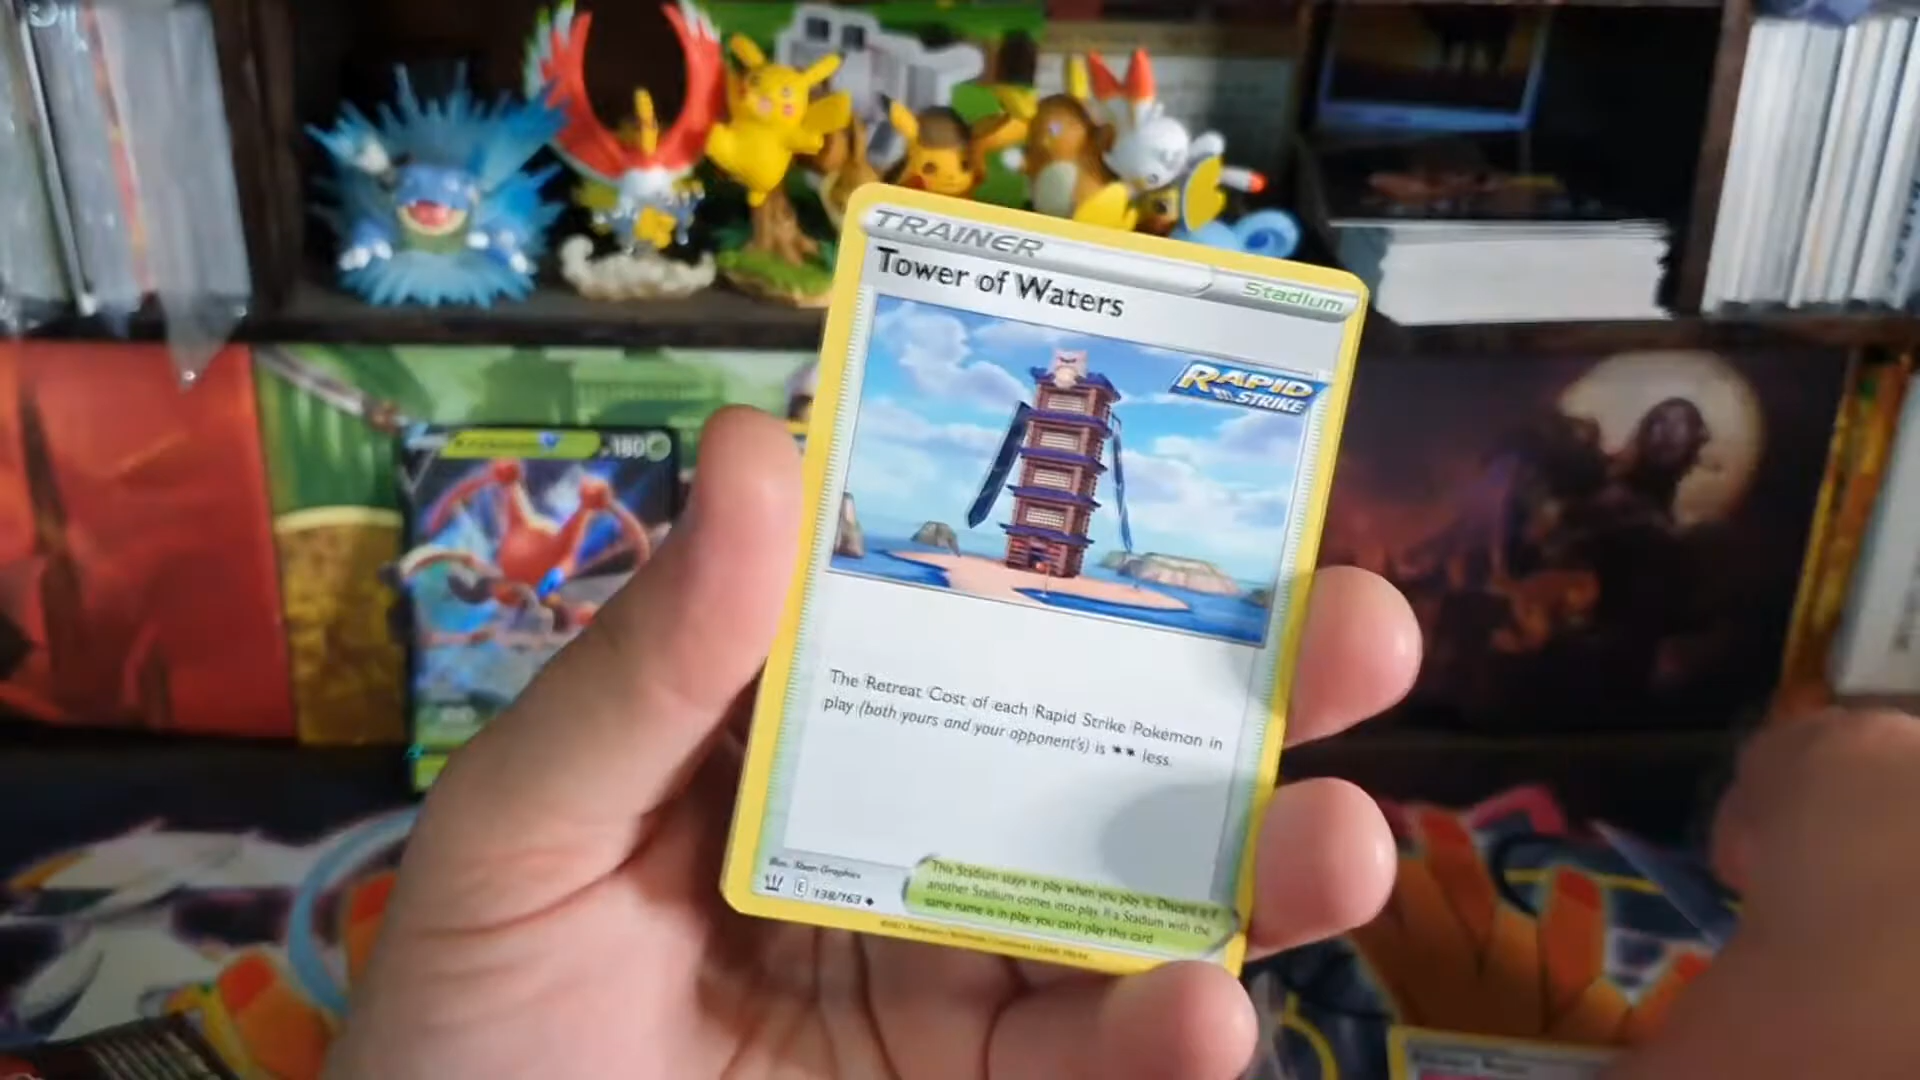 TRAINER
Tower of Waters
Stadium
RAPID
STRIKE
180
The Retreat Cost of each Rapid Strike Pokémon in
play (both yours and your opponent's) is ** less.
Illus.
E 138/163
This Stadium stays in play when you play it. Discard it if
another Stadium comes into play. If a Stadium with the
same name is in play, you can't play this card.